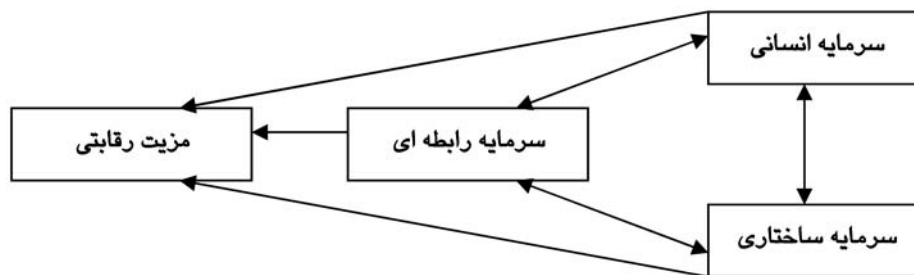 سرمایه انسانی
سرمایه رابطه ای
مزیت رقابتی
سرمایه ساختاری